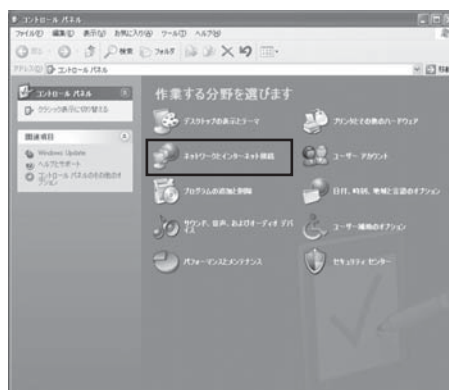 コントロール パネル
ファイル(F) 編集(E) 表示(V) お気に入り(A) ツール(T) ヘルプ(H)
戻る 検索 フォルダ
アドレス(D) コントロール パネル 移動
コントロール パネル
クラシック表示に切り替える
関連項目
Windows Update
ヘルプとサポート
コントロール パネルのその他のオプション
作業する分野を選びます
デスクトップの表示とテーマ
プリンタとその他のハードウェア
ネットワークとインターネット接続
ユーザー アカウント
プログラムの追加と削除
日付、時刻、地域と言語のオプション
サウンド、音声、およびオーディオ デバ
イス
ユーザー補助のオプション
パフォーマンスとメンテナンス
セキュリティ センター